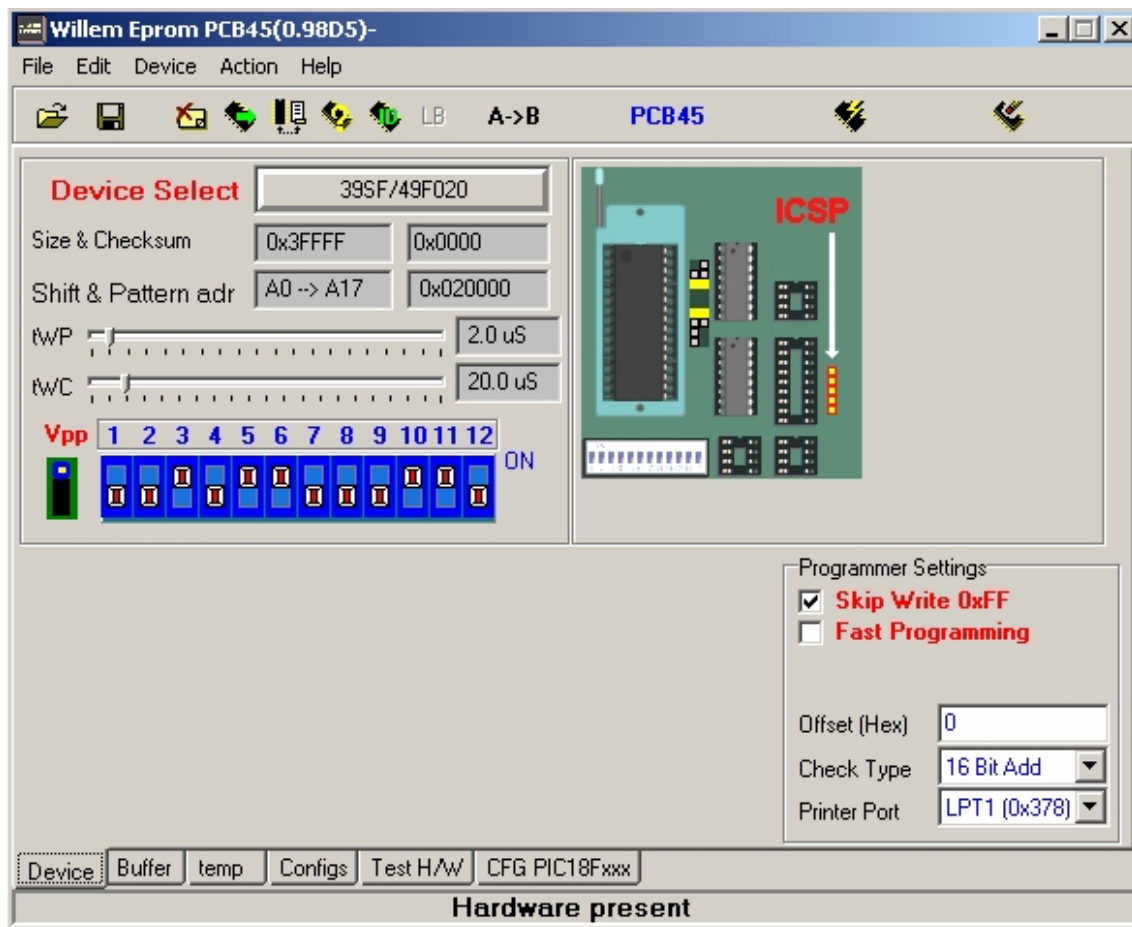 Willem Eprom PCB45(0.98D5)-
File Edit Device Action Help
LB A->B PCB45
Device Select 39SF/49F020
Size & Checksum 0x3FFFF 0x0000
Shift & Pattern adr A0 --> A17 0x020000
tWP 2.0 uS
tWC 20.0 uS
Vpp 1 2 3 4 5 6 7 8 9 10 11 12
ON
ICSP
Programmer Settings
Skip Write 0xFF
Fast Programming
Offset (Hex) 0
Check Type 16 Bit Add
Printer Port LPT1 (0x378)
Device Buffer temp Configs Test H/W CFG PIC18Fxxx
Hardware present